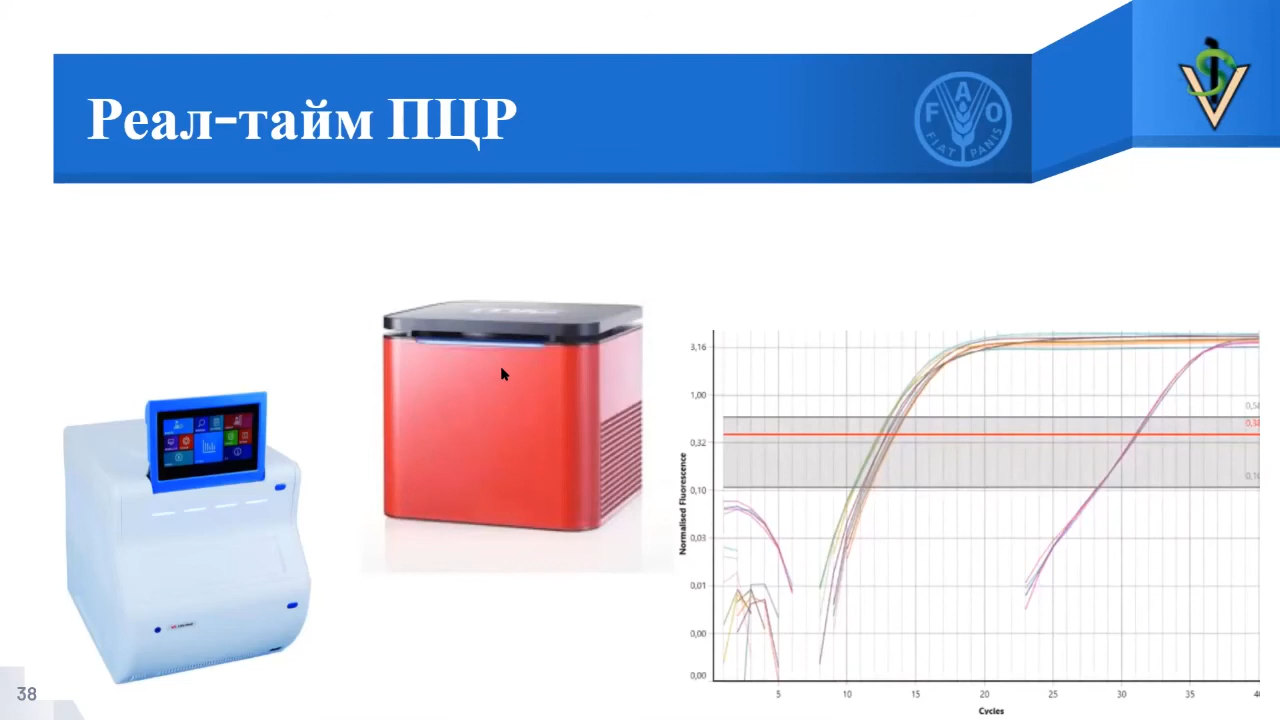 Реал-тайм ПЦР
F A O
FIAT PANIS
3,16
1,00
0,32
0,10
0,03
0,01
0,00
0,00
Normalised Fluorescence
5 10 15 20 25 30 35
Cycles
38